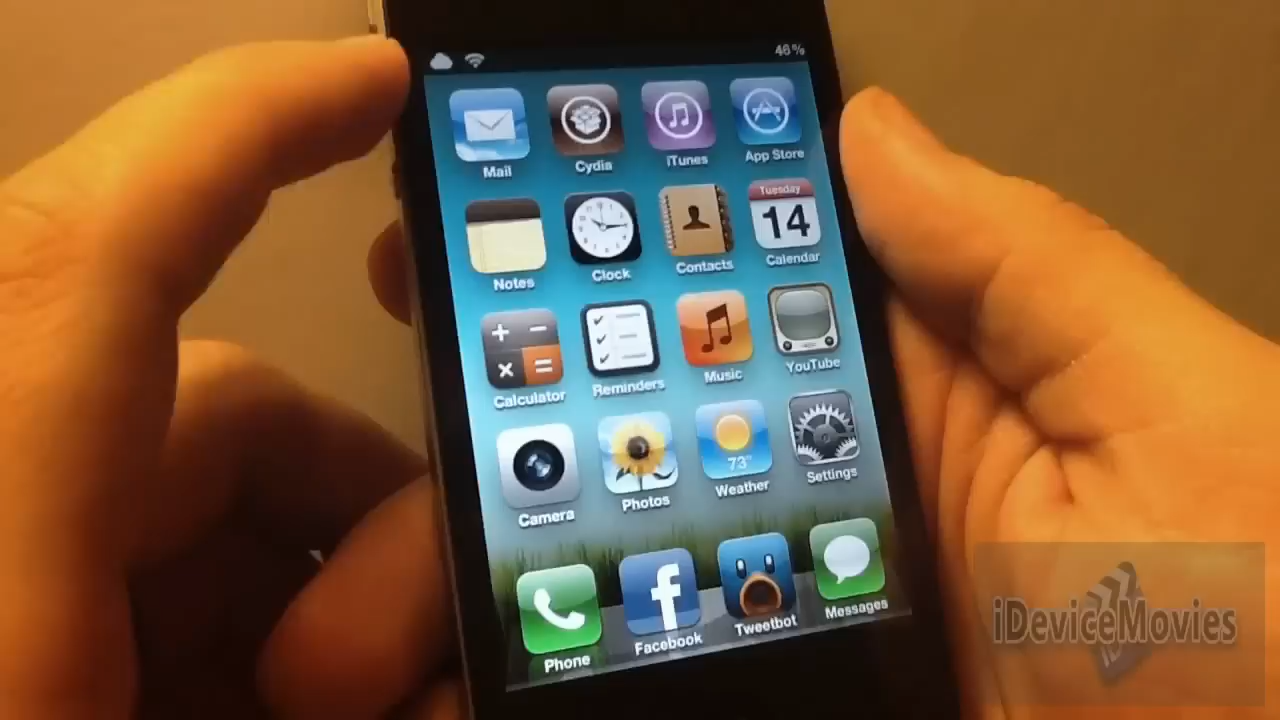 46%
Mail
Cydia
iTunes
App Store
Notes
Clock
Contacts
Tuesday
14
Calendar
Calculator
Reminders
Music
YouTube
Camera
Photos
73°
Weather
Settings
Phone
Facebook
Tweetbot
Messages
iDeviceMovies